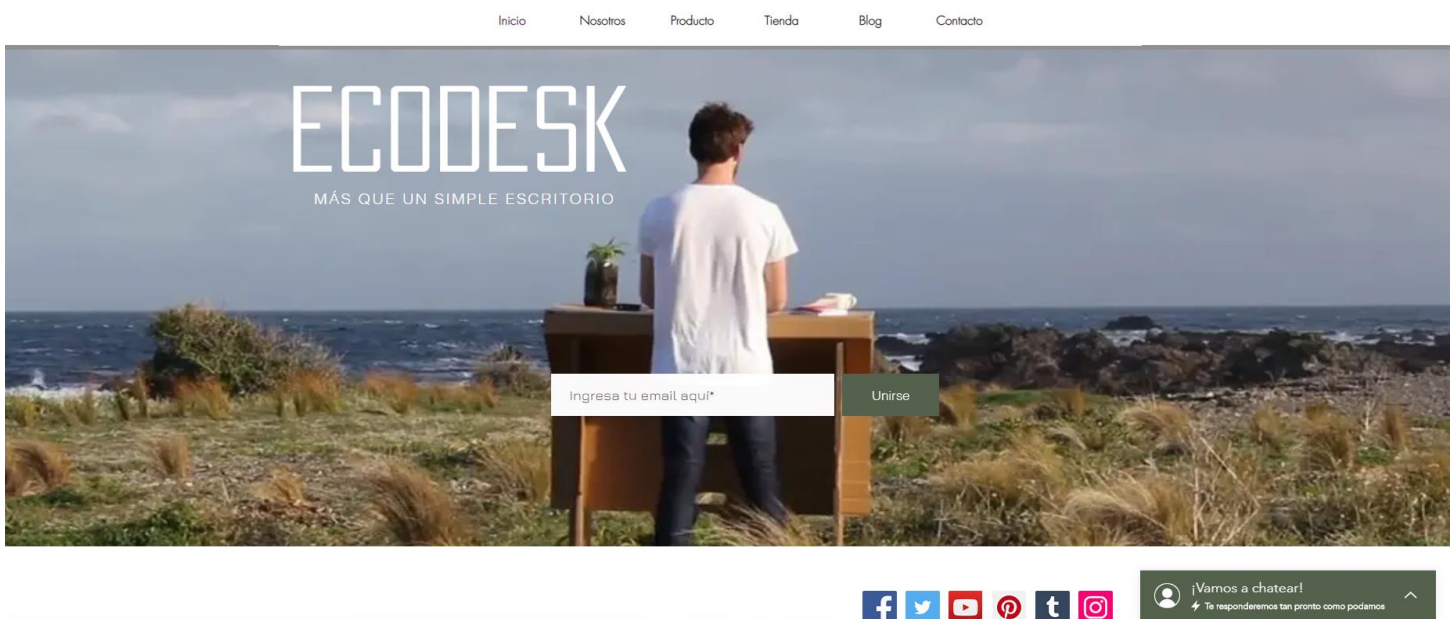 Inicio Nosotros Producto Tienda Blog Contacto
ECODESK
MÁS QUE UN SIMPLE ESCRITORIO
Ingresa tu email aquí* Unirse
¡Vamos a chatear!
Te responderemos tan pronto como podamos